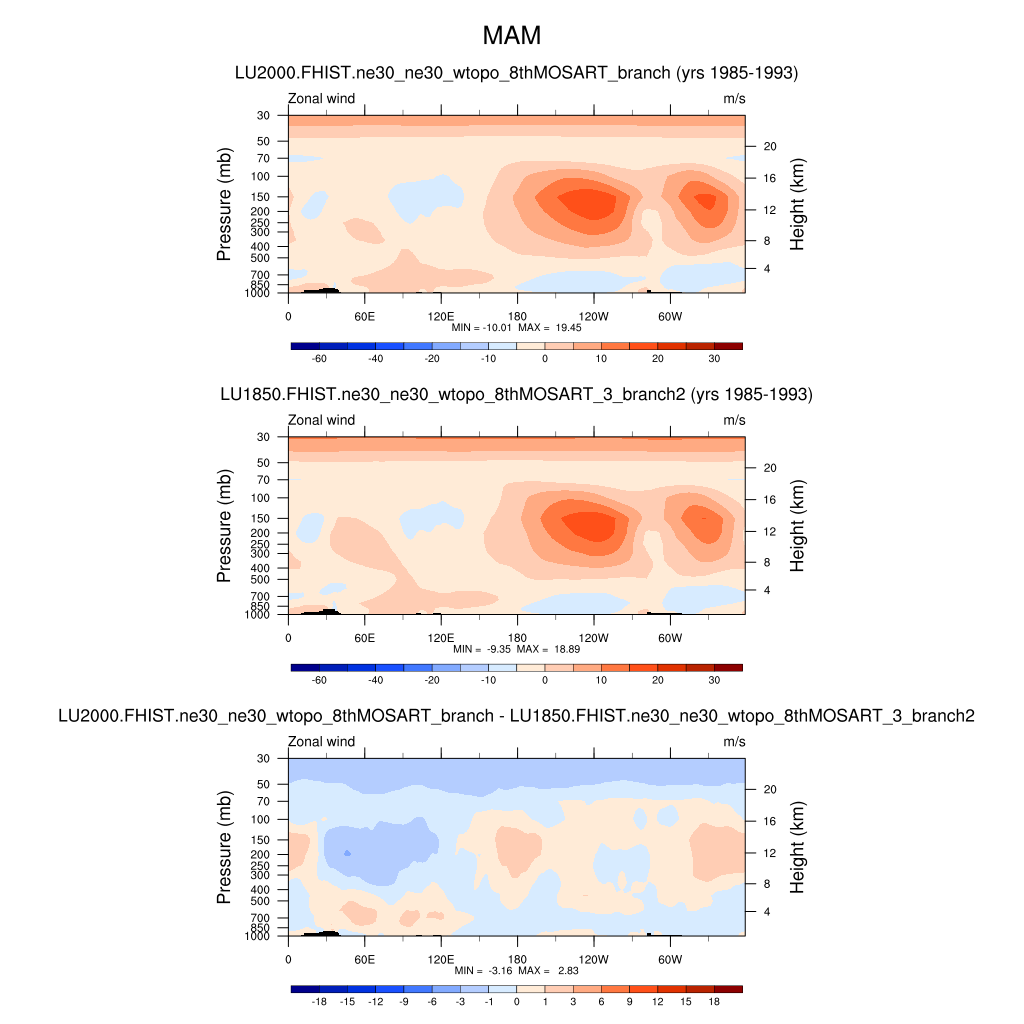 MAM
LU2000.FHIST.ne30_ne30_wtopo_8thMOSART_branch (yrs 1985-1993)
Zonal wind m/s
Pressure (mb)
30
50
70
100
150
200
250
300
400
500
700
850
1000
20
16
12
8
4
Height (km)
0 60E 120E 180 120W 60W
MIN = -10.01 MAX = 19.45
-60 -40 -20 -10 0 10 20 30
LU1850.FHIST.ne30_ne30_wtopo_8thMOSART_3_branch2 (yrs 1985-1993)
Zonal wind m/s
Pressure (mb)
30
50
70
100
150
200
250
300
400
500
700
850
1000
20
16
12
8
4
Height (km)
0 60E 120E 180 120W 60W
MIN = -9.35 MAX = 18.89
-60 -40 -20 -10 0 10 20 30
LU2000.FHIST.ne30_ne30_wtopo_8thMOSART_branch - LU1850.FHIST.ne30_ne30_wtopo_8thMOSART_3_branch2
Zonal wind m/s
Pressure (mb)
30
50
70
100
150
200
250
300
400
500
700
850
1000
20
16
12
8
4
Height (km)
0 60E 120E 180 120W 60W
MIN = -3.16 MAX = 2.83
-18 -15 -12 -9 -6 -3 -1 0 1 3 6 9 12 15 18